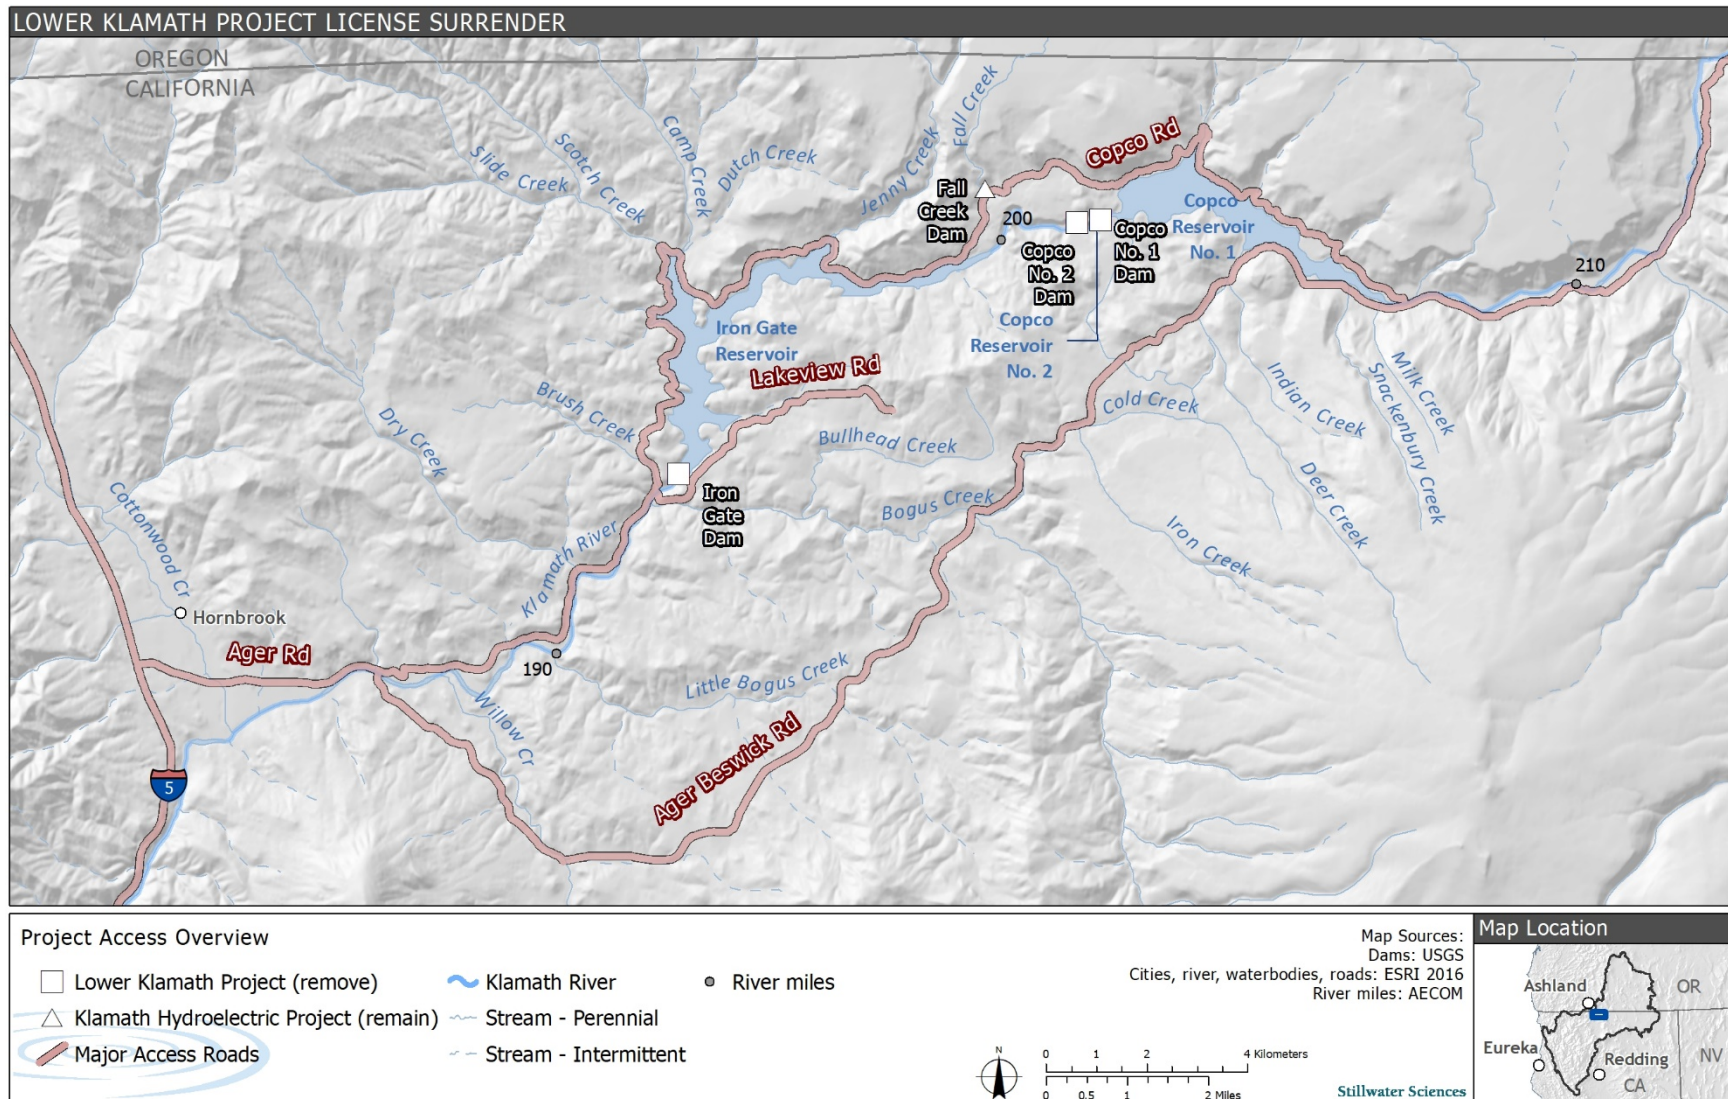 LOWER KLAMATH PROJECT LICENSE SURRENDER
OREGON
CALIFORNIA
Slide Creek
Scotch Creek
Camp Creek
Dutch Creek
Jenny Creek
Fall Creek
Copco Rd
Fall
Creek
Dam
200
Copco
No. 2
Dam
Copco
No. 1
Dam
Copco
Reservoir
No. 1
210
Copco
Reservoir
No. 2
Iron Gate
Reservoir
Lakeview Rd
Brush Creek
Dry Creek
Bullhead Creek
Cold Creek
Indian Creek
Milk Creek
Snackenbury Creek
Deer Creek
Iron Creek
Bogus Creek
Iron
Gate
Dam
Klamath River
Cottonwood Cr
Hornbrook
Ager Rd
190
Willow Cr
Little Bogus Creek
Ager Beswick Rd
5
Project Access Overview
Lower Klamath Project (remove)
Klamath Hydroelectric Project (remain)
Major Access Roads
Klamath River
Stream - Perennial
Stream - Intermittent
River miles
Map Sources:
Dams: USGS
Cities, river, waterbodies, roads: ESRI 2016
River miles: AECOM
N
0 1 2 4 Kilometers
0 0.5 1 2 Miles
Stillwater Sciences
Map Location
Ashland
OR
Eureka
Redding
NV
CA